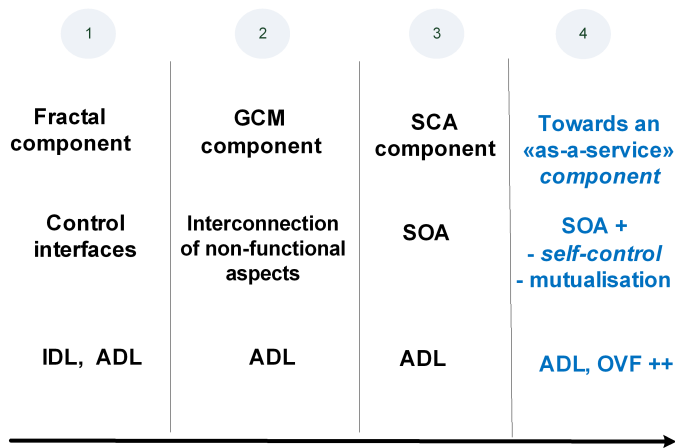 1
2
3
4
Fractal
component
GCM
component
SCA
component
Towards an
«as-a-service»
component
Control
interfaces
Interconnection
of non-functional
aspects
SOA
SOA +
- self-control
- mutualisation
IDL, ADL
ADL
ADL
ADL, OVF ++